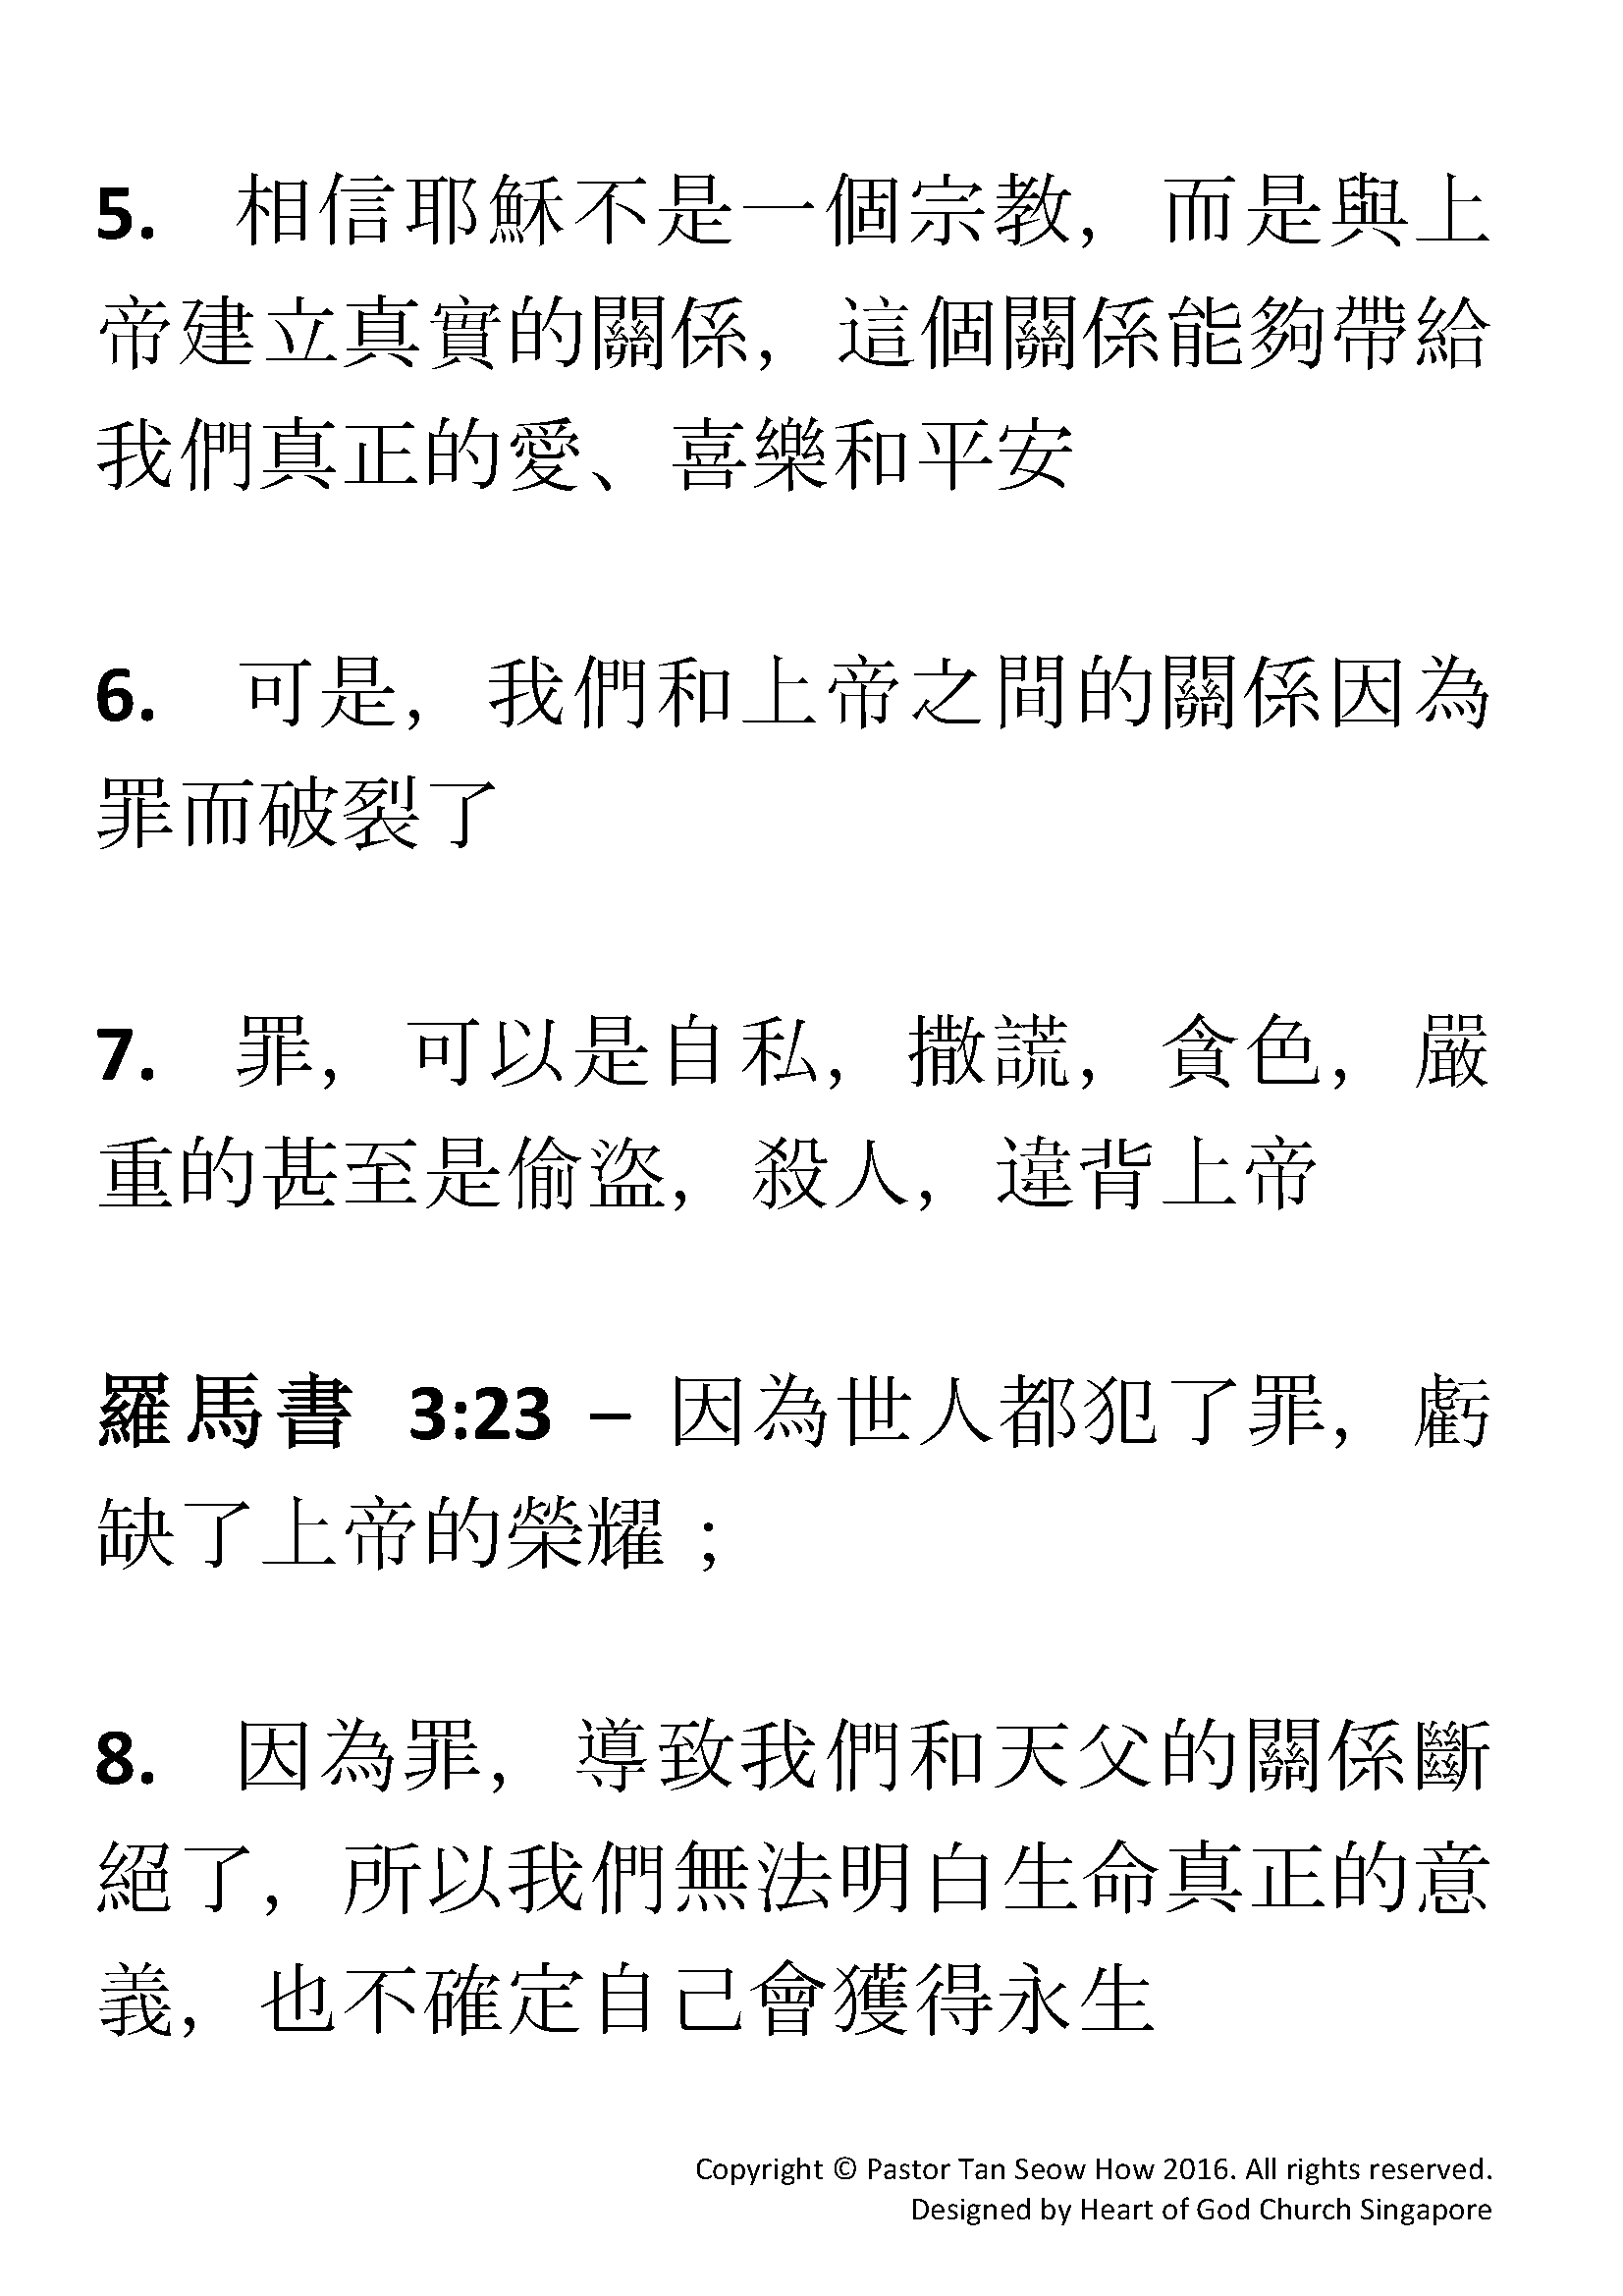 5. 相信耶穌不是一個宗教，而是與上
帝建立真實的關係，這個關係能夠帶給
我們真正的愛、喜樂和平安
6. 可是，我們和上帝之間的關係因為
罪而破裂了
7. 罪，可以是自私，撒謊，貪色，嚴
重的甚至是偷盜，殺人，違背上帝
羅馬書 3:23 – 因為世人都犯了罪，虧
缺了上帝的榮耀；
8. 因為罪，導致我們和天父的關係斷
絕了，所以我們無法明白生命真正的意
義，也不確定自己會獲得永生
Copyright © Pastor Tan Seow How 2016. All rights reserved.
Designed by Heart of God Church Singapore